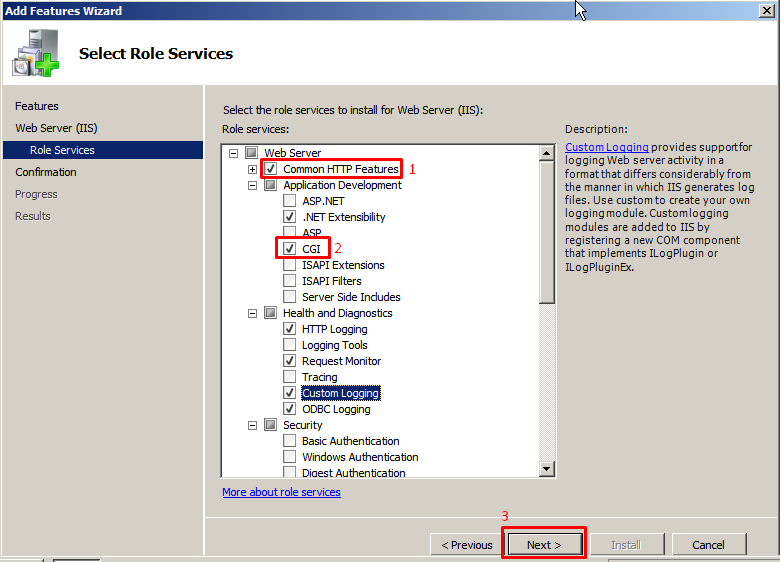 Add Features Wizard
Select Role Services
Features
Web Server (IIS)
Role Services
Confirmation
Progress
Results
Select the role services to install for Web Server (IIS):
Role services:
Web Server
Common HTTP Features 1
Application Development
ASP.NET
.NET Extensibility
ASP
CGI 2
ISAPI Extensions
ISAPI Filters
Server Side Includes
Health and Diagnostics
HTTP Logging
Logging Tools
Request Monitor
Tracing
Custom Logging
ODBC Logging
Security
Basic Authentication
Windows Authentication
Digest Authentication
More about role services
Description:
Custom Logging provides support for
logging Web server activity in a
format that differs considerably from
the manner in which IIS generates log
files. Use custom to create your own
logging module. Custom logging
modules are added to IIS by
registering a new COM component
that implements ILogPlugin or
ILogPluginEx.
3
< Previous
Next >
Install
Cancel